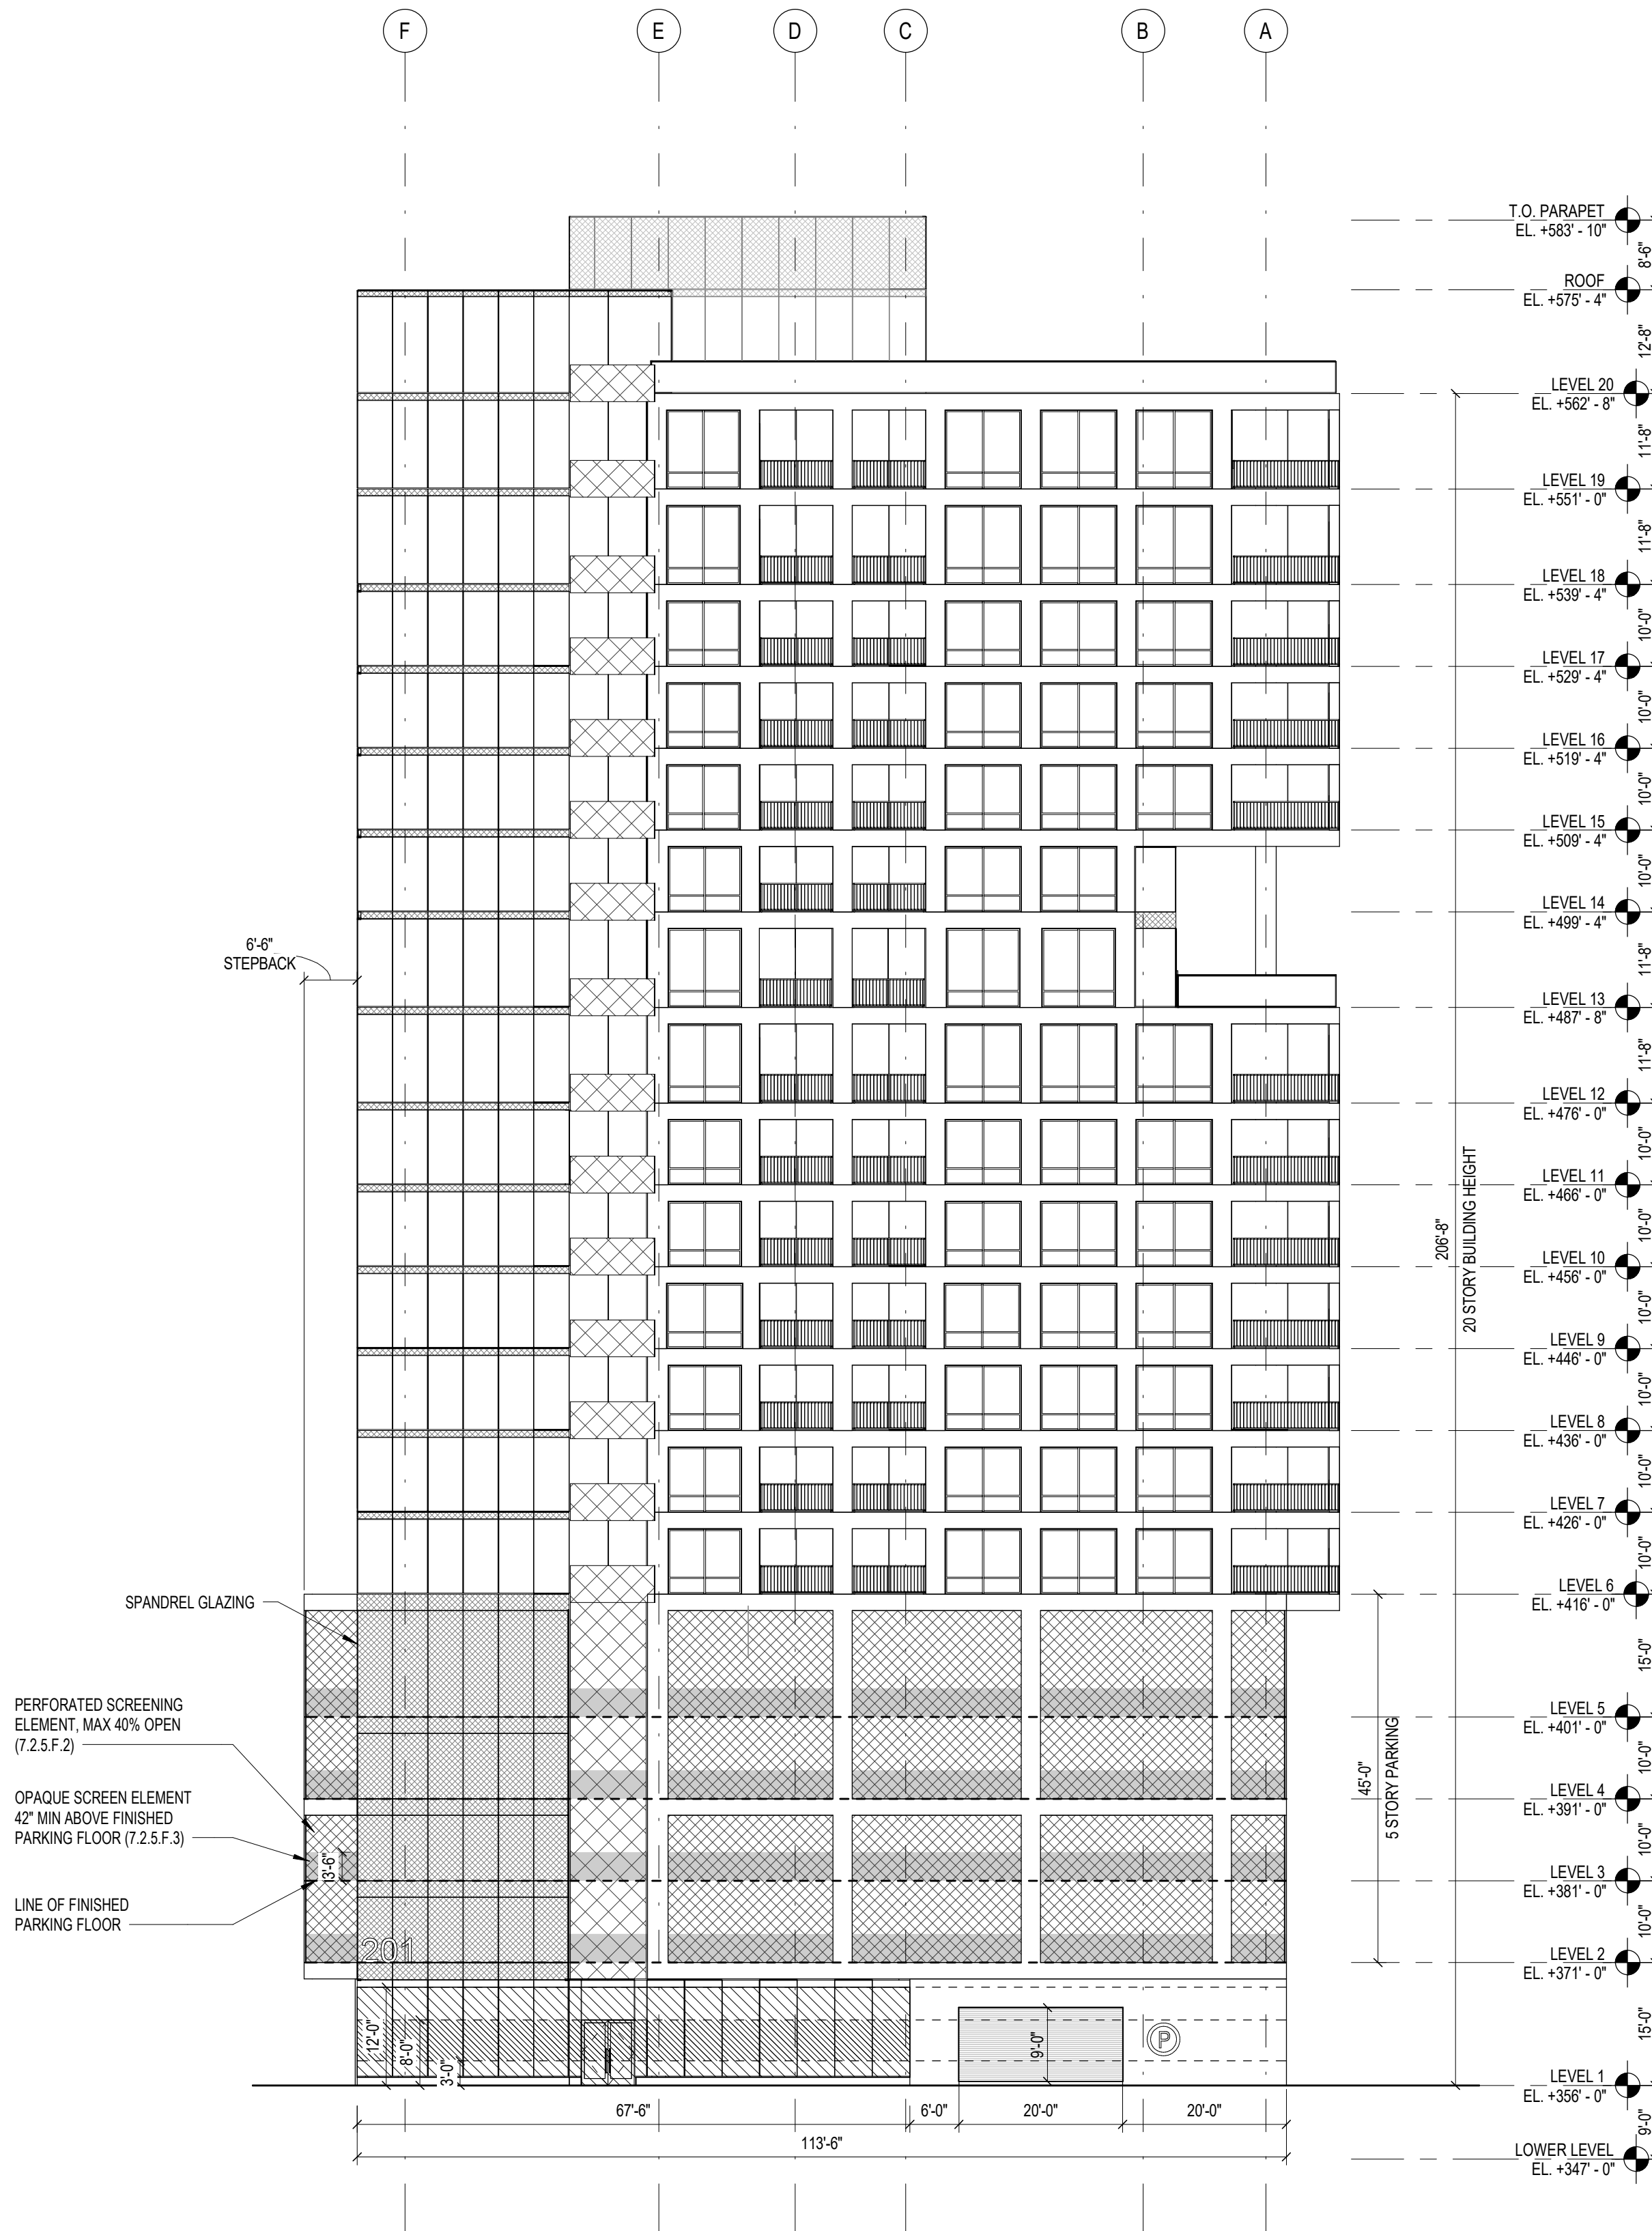 F
E
D
C
B
A
T.O. PARAPET
EL. +583' - 10"
8'-6"
ROOF
EL. +575' - 4"
12'-8"
LEVEL 20
EL. +562' - 8"
11'-8"
LEVEL 19
EL. +551' - 0"
11'-8"
LEVEL 18
EL. +539' - 4"
10'-0"
LEVEL 17
EL. +529' - 4"
10'-0"
LEVEL 16
EL. +519' - 4"
10'-0"
LEVEL 15
EL. +509' - 4"
10'-0"
LEVEL 14
EL. +499' - 4"
11'-8"
LEVEL 13
EL. +487' - 8"
11'-8"
LEVEL 12
EL. +476' - 0"
10'-0"
LEVEL 11
EL. +466' - 0"
10'-0"
LEVEL 10
EL. +456' - 0"
10'-0"
LEVEL 9
EL. +446' - 0"
10'-0"
LEVEL 8
EL. +436' - 0"
10'-0"
LEVEL 7
EL. +426' - 0"
10'-0"
LEVEL 6
EL. +416' - 0"
15'-0"
LEVEL 5
EL. +401' - 0"
10'-0"
LEVEL 4
EL. +391' - 0"
10'-0"
LEVEL 3
EL. +381' - 0"
10'-0"
LEVEL 2
EL. +371' - 0"
15'-0"
LEVEL 1
EL. +356' - 0"
9'-0"
LOWER LEVEL
EL. +347' - 0"
206'-8"
20 STORY BUILDING HEIGHT
45'-0"
5 STORY PARKING
6'-6"
STEPBACK
SPANDREL GLAZING
PERFORATED SCREENING
ELEMENT, MAX 40% OPEN
(7.2.5.F.2)
OPAQUE SCREEN ELEMENT
42" MIN ABOVE FINISHED
PARKING FLOOR (7.2.5.F.3)
3'-6"
LINE OF FINISHED
PARKING FLOOR
201
12'-0"
8'-0"
3'-0"
9'-0"
P
67'-6"
6'-0"
20'-0"
20'-0"
113'-6"